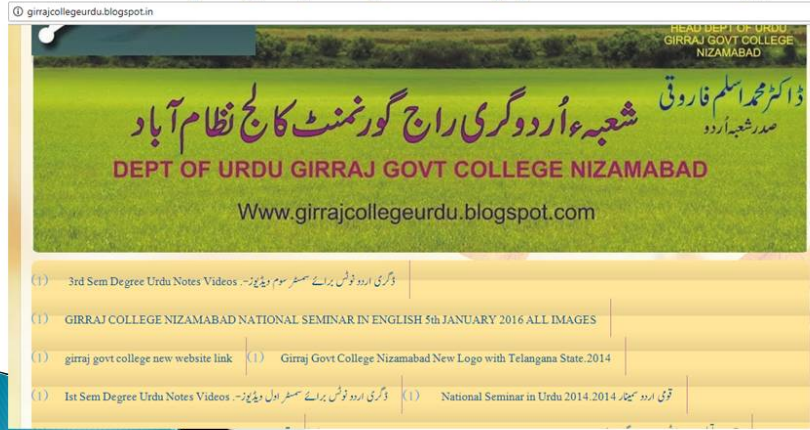 girrajcollegeurdu.blogspot.in
HEAD DEPT OF URDU
GIRRAJ GOVT COLLEGE
NIZAMABAD
ڈاکٹر محمد اسلم فاروقی
صدر شعبہ اُردو
شعبہء اُردو گری راج گورنمنٹ کالج نظام آباد
DEPT OF URDU GIRRAJ GOVT COLLEGE NIZAMABAD
Www.girrajcollegeurdu.blogspot.com
(1) 3rd Sem Degree Urdu Notes Videos .-ڈگری اردو نوٹس برائے سمسٹر سوم ویڈیوز
(1) GIRRAJ COLLEGE NIZAMABAD NATIONAL SEMINAR IN ENGLISH 5th JANUARY 2016 ALL IMAGES
(1) girraj govt college new website link (1) Girraj Govt College Nizamabad New Logo with Telangana State.2014
(1) Ist Sem Degree Urdu Notes Videos .-ڈگری اردو نوٹس برائے سمسٹر اول ویڈیوز (1) National Seminar in Urdu 2014.2014 قومی اردو سمینار